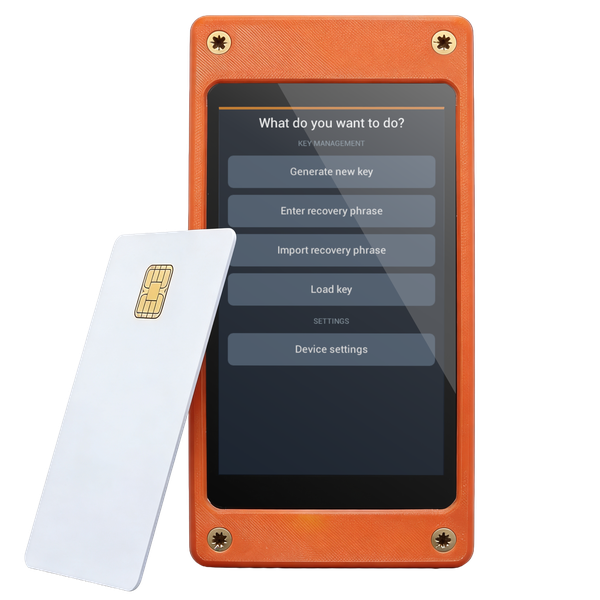 What do you want to do?
KEY MANAGEMENT
Generate new key
Enter recovery phrase
Import recovery phrase
Load key
SETTINGS
Device settings